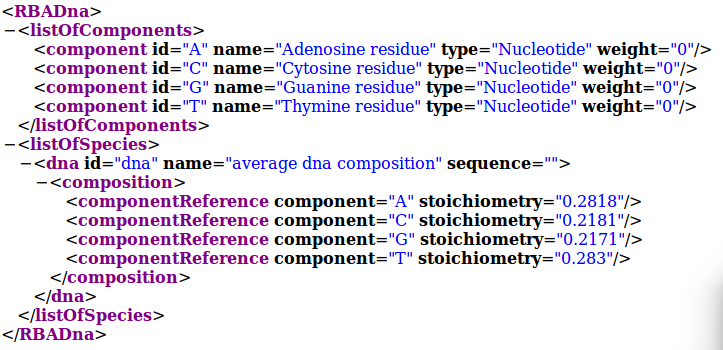 <RBADna>
−<listOfComponents>
<component id="A" name="Adenosine residue" type="Nucleotide" weight="0"/>
<component id="C" name="Cytosine residue" type="Nucleotide" weight="0"/>
<component id="G" name="Guanine residue" type="Nucleotide" weight="0"/>
<component id="T" name="Thymine residue" type="Nucleotide" weight="0"/>
</listOfComponents>
−<listOfSpecies>
−<dna id="dna" name="average dna composition" sequence="">
−<composition>
<componentReference component="A" stoichiometry="0.2818"/>
<componentReference component="C" stoichiometry="0.2181"/>
<componentReference component="G" stoichiometry="0.2171"/>
<componentReference component="T" stoichiometry="0.283"/>
</composition>
</dna>
</listOfSpecies>
</RBADna>